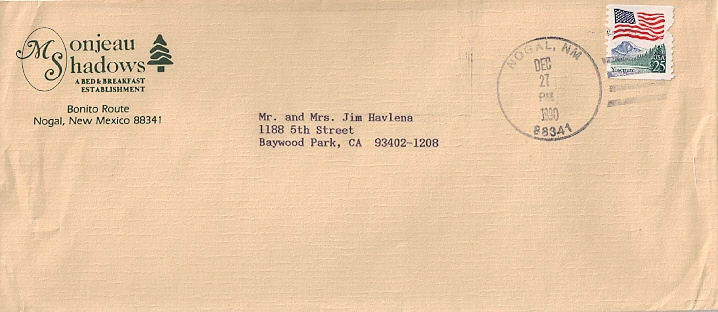 Monjeau
Shadows
A BED & BREAKFAST
ESTABLISHMENT
Bonito Route
Nogal, New Mexico 88341
NOGAL, NM
DEC
27
PM
1990
88341
USA
25
Yosemite
Mr. and Mrs. Jim Havlena
1188 5th Street
Baywood Park, CA 93402-1208